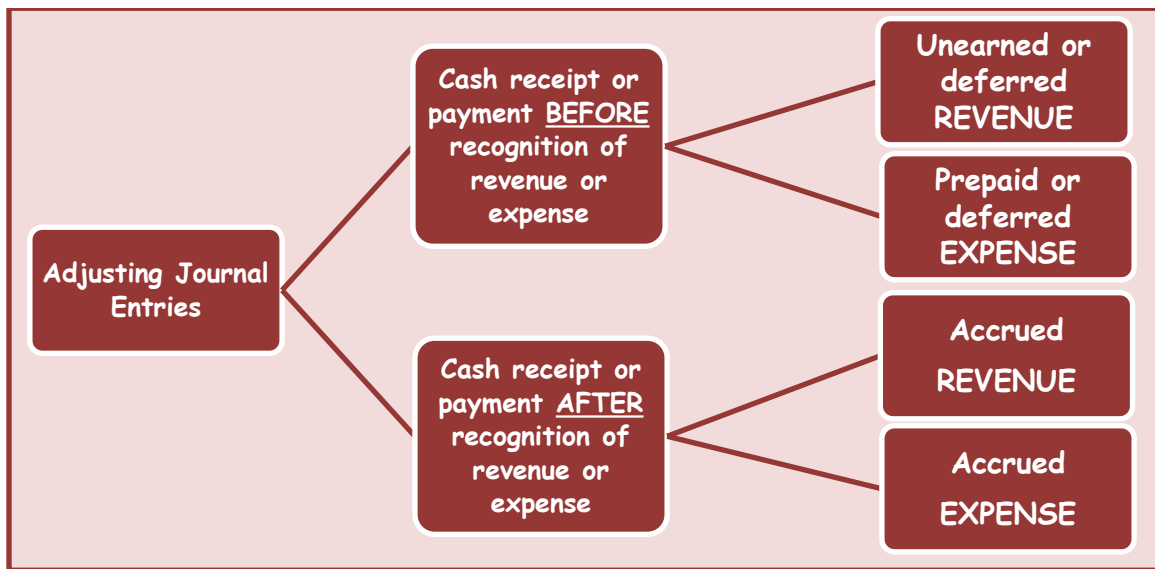 Adjusting Journal
Entries
Cash receipt or
payment BEFORE
recognition of
revenue or
expense
Unearned or
deferred
REVENUE
Prepaid or
deferred
EXPENSE
Cash receipt or
payment AFTER
recognition of
revenue or
expense
Accrued
REVENUE
Accrued
EXPENSE